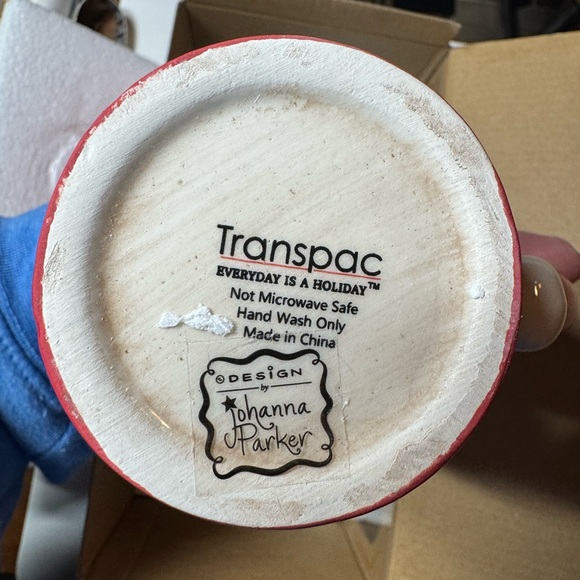 Transpac
EVERYDAY IS A HOLIDAY™
Not Microwave Safe
Hand Wash Only
Made in China
© DESiGN
by
Johanna
Parker